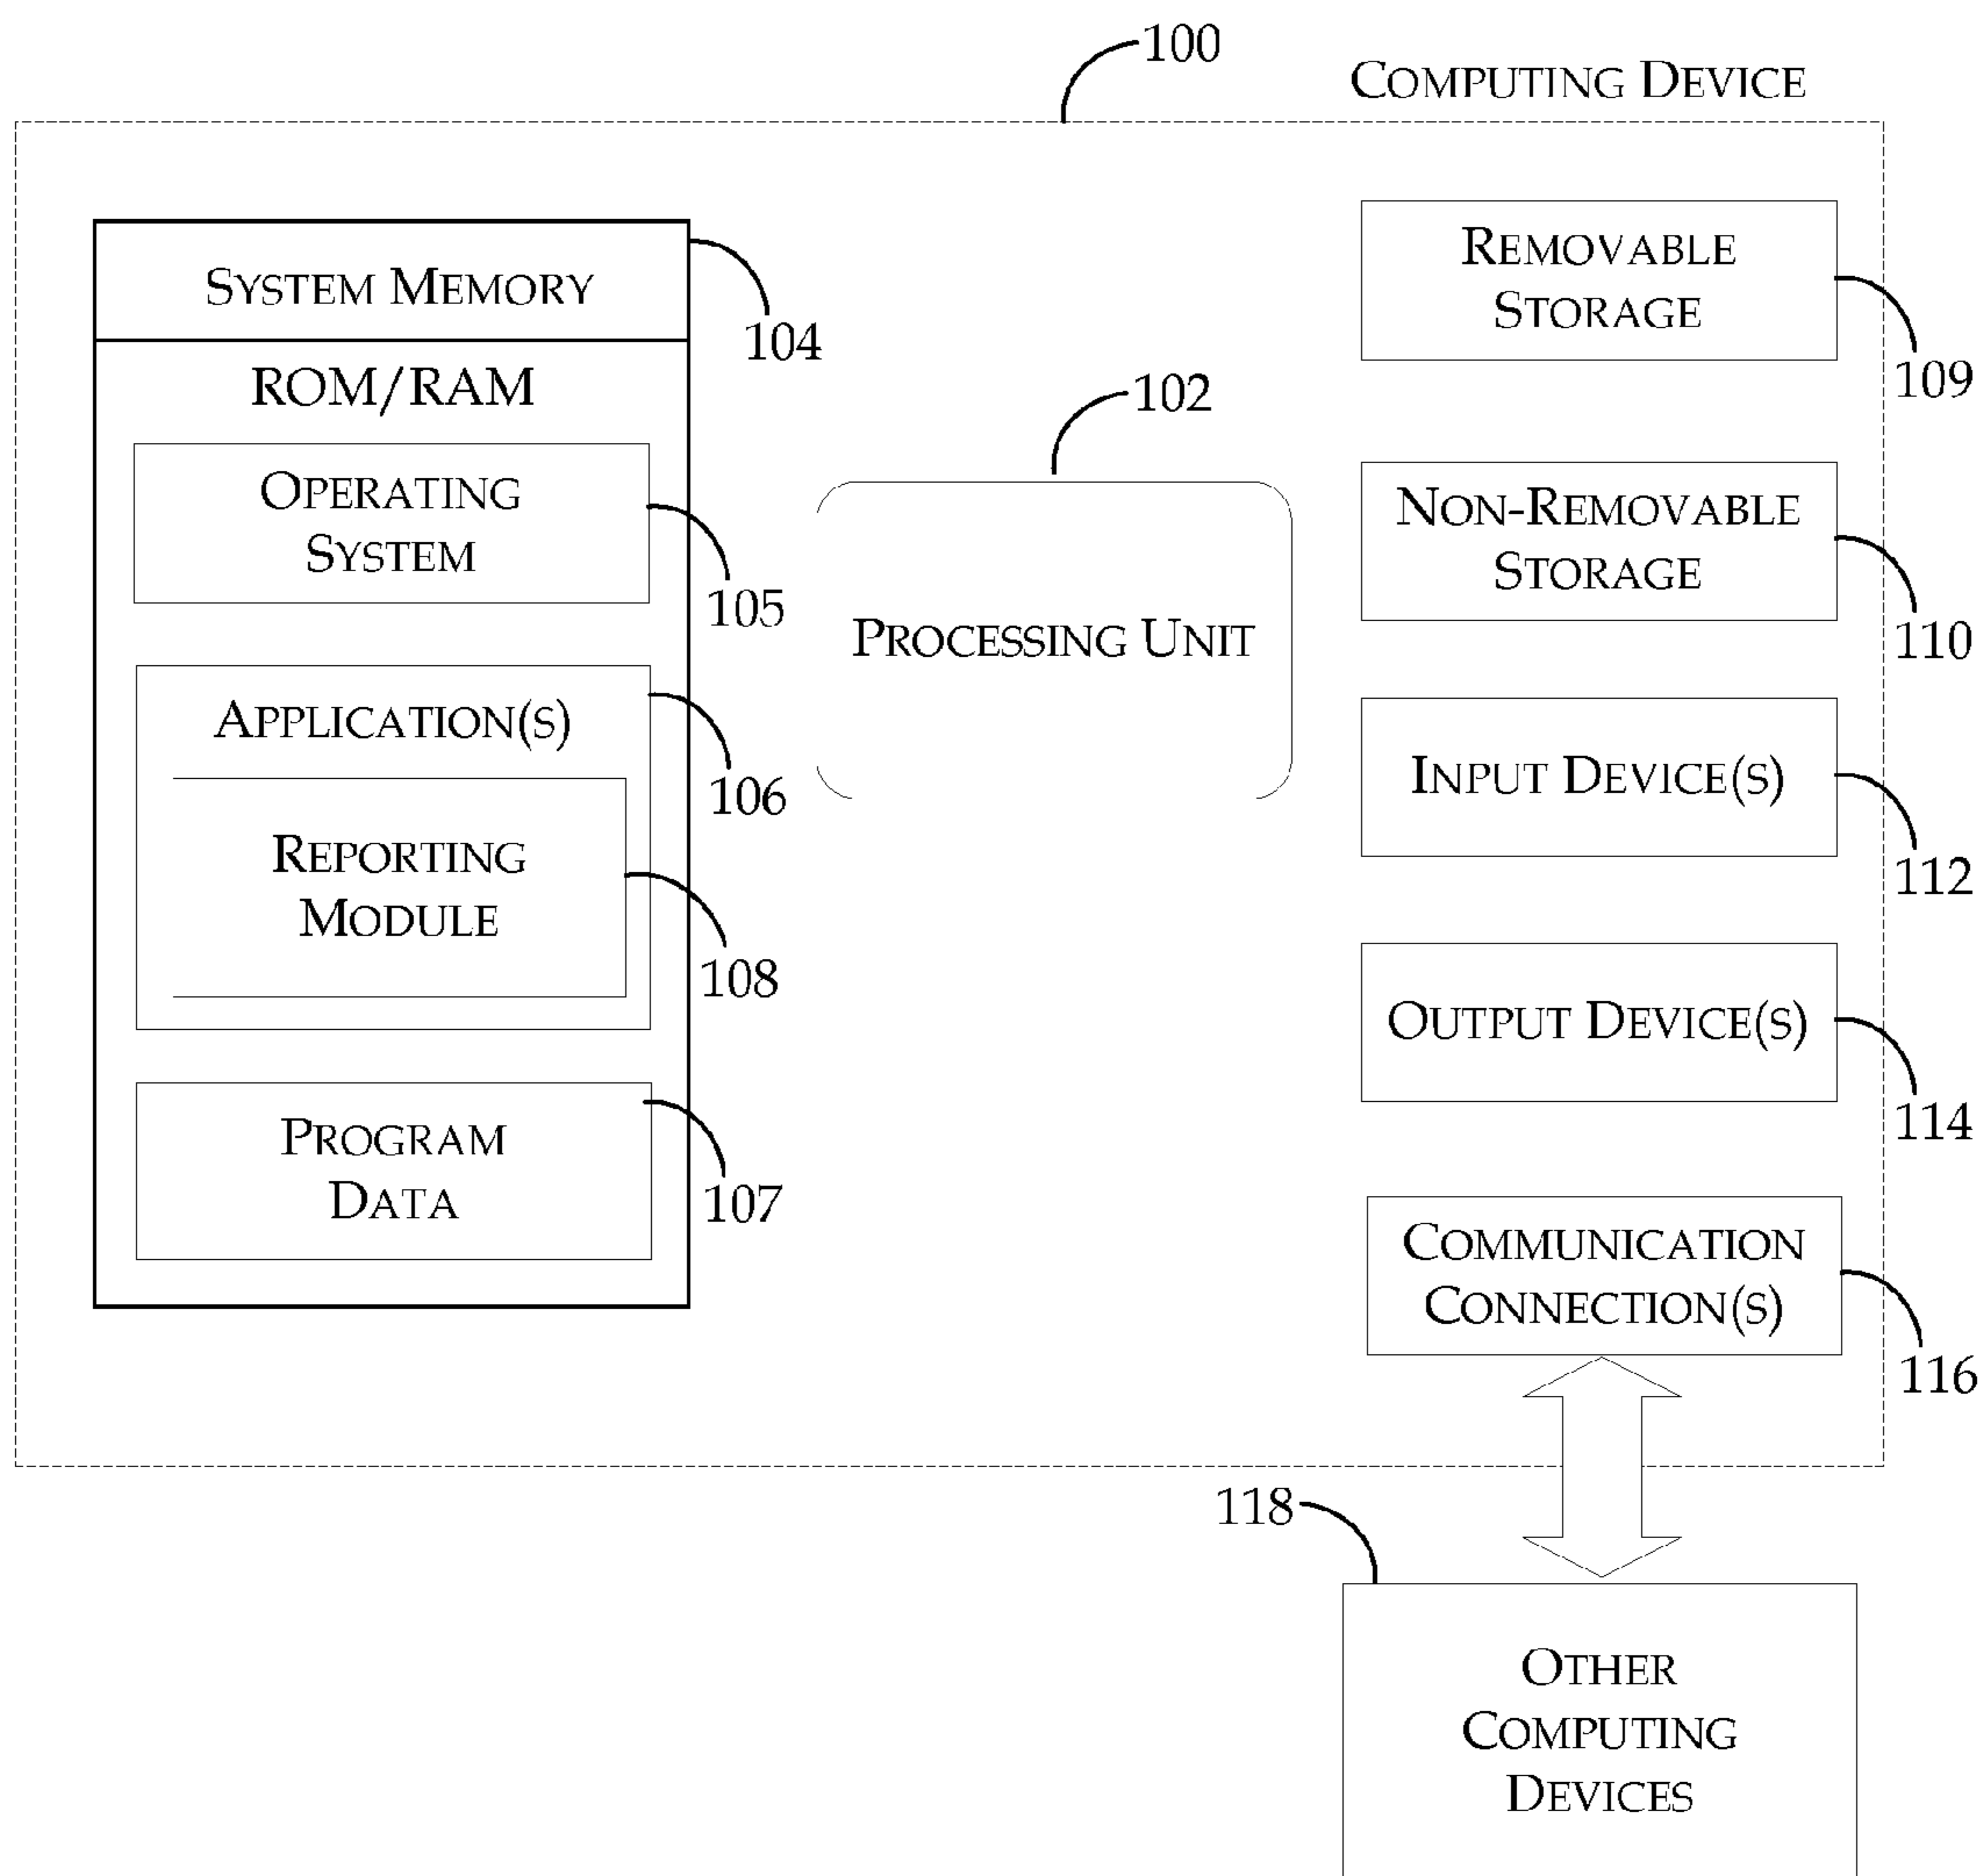 100
COMPUTING DEVICE
SYSTEM MEMORY
104
ROM/RAM
OPERATING
SYSTEM
105
APPLICATION(S)
106
REPORTING
MODULE
108
PROGRAM
DATA
107
102
PROCESSING UNIT
REMOVABLE
STORAGE
109
NON-REMOVABLE
STORAGE
110
INPUT DEVICE(S)
112
OUTPUT DEVICE(S)
114
COMMUNICATION
CONNECTION(S)
116
118
OTHER
COMPUTING
DEVICES